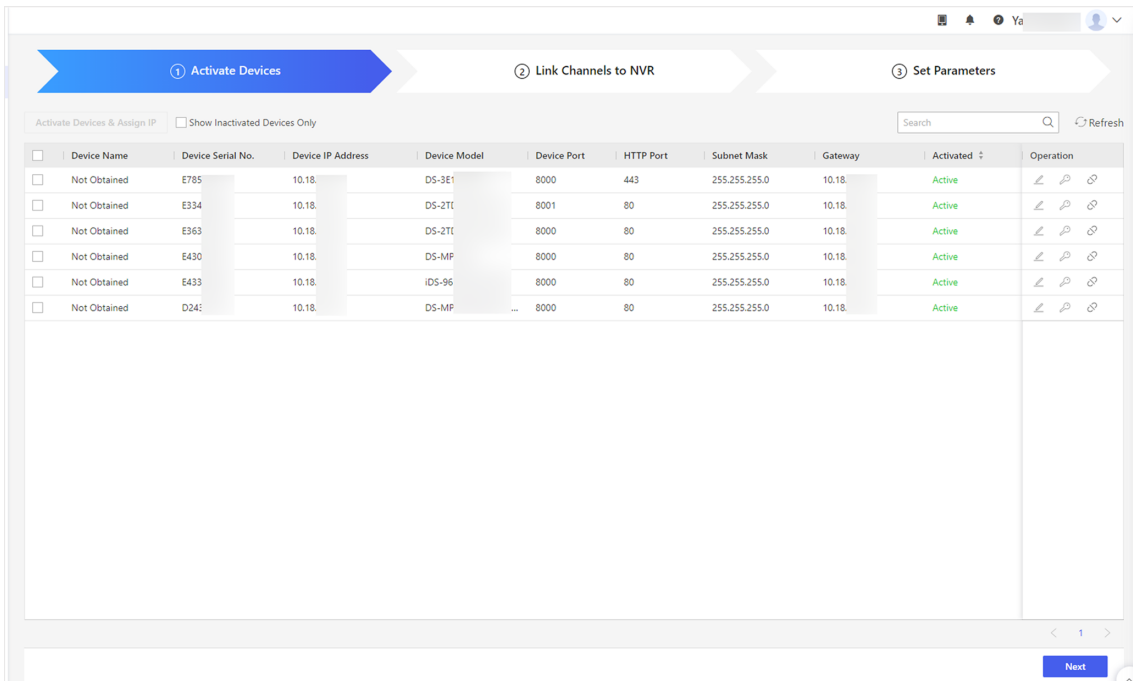 Ya
1 Activate Devices
2 Link Channels to NVR
3 Set Parameters
Activate Devices & Assign IP Show Inactivated Devices Only Search Refresh
Device Name Device Serial No. Device IP Address Device Model Device Port HTTP Port Subnet Mask Gateway Activated Operation
Not Obtained E785 10.18. DS-3E1 8000 443 255.255.255.0 10.18. Active
Not Obtained E334 10.18. DS-2TD 8001 80 255.255.255.0 10.18. Active
Not Obtained E363 10.18. DS-2TD 8000 80 255.255.255.0 10.18. Active
Not Obtained E430 10.18. DS-MP 8000 80 255.255.255.0 10.18. Active
Not Obtained E433 10.18. iDS-96 8000 80 255.255.255.0 10.18. Active
Not Obtained D243 10.18. DS-MP ... 8000 80 255.255.255.0 10.18. Active
1
Next